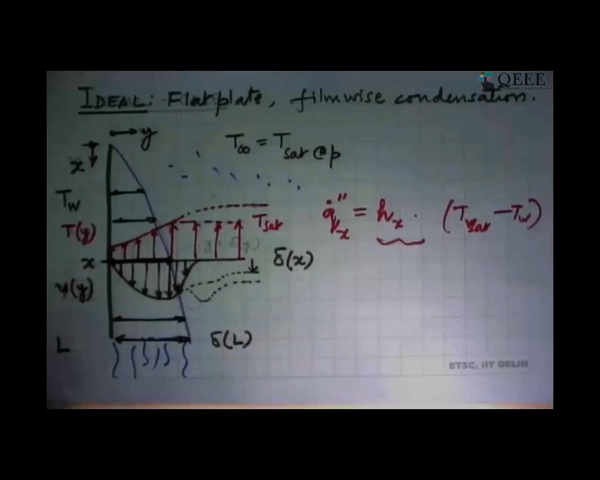 QEEE
IDEAL: Flat plate, filmwise condensation.
y
x
T∞ = Tsat@p
Tw
T(y)
Tsat
q̇″x = hx · (Tsat − Tw)
x
δ(x)
u(y)
L
δ(L)
ETSC, IIT DELHI